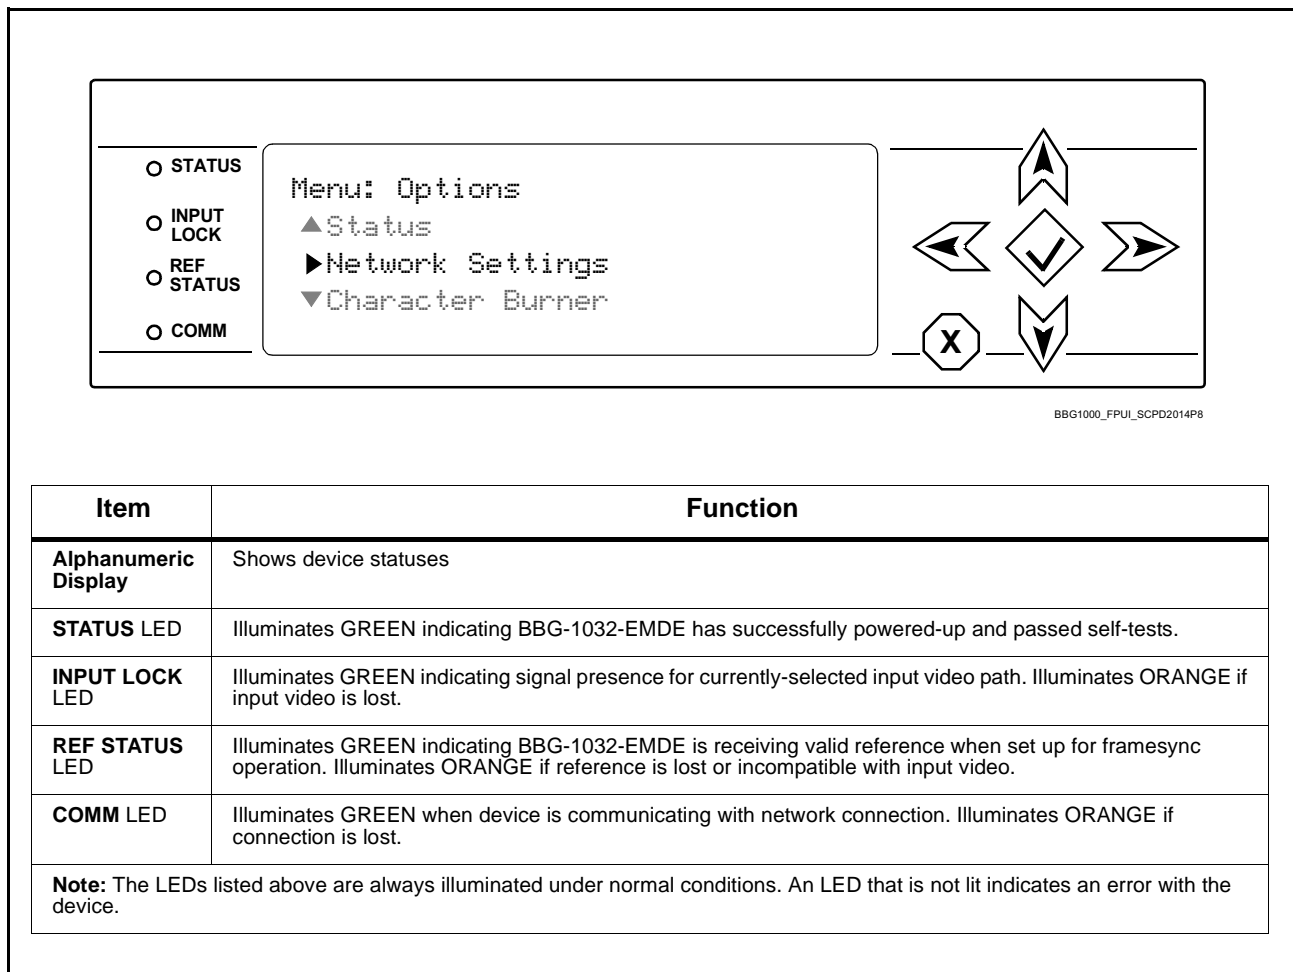 STATUS
INPUT
LOCK
REF
STATUS
COMM
Menu: Options
▲Status
▶Network Settings
▼Character Burner
X
BBG1000_FPUI_SCPD2014P8
Item Function
Alphanumeric
Display
Shows device statuses
STATUS LED Illuminates GREEN indicating BBG-1032-EMDE has successfully powered-up and passed self-tests.
INPUT LOCK
LED
Illuminates GREEN indicating signal presence for currently-selected input video path. Illuminates ORANGE if
input video is lost.
REF STATUS
LED
Illuminates GREEN indicating BBG-1032-EMDE is receiving valid reference when set up for framesync
operation. Illuminates ORANGE if reference is lost or incompatible with input video.
COMM LED
Illuminates GREEN when device is communicating with network connection. Illuminates ORANGE if
connection is lost.
Note: The LEDs listed above are always illuminated under normal conditions. An LED that is not lit indicates an error with the
device.